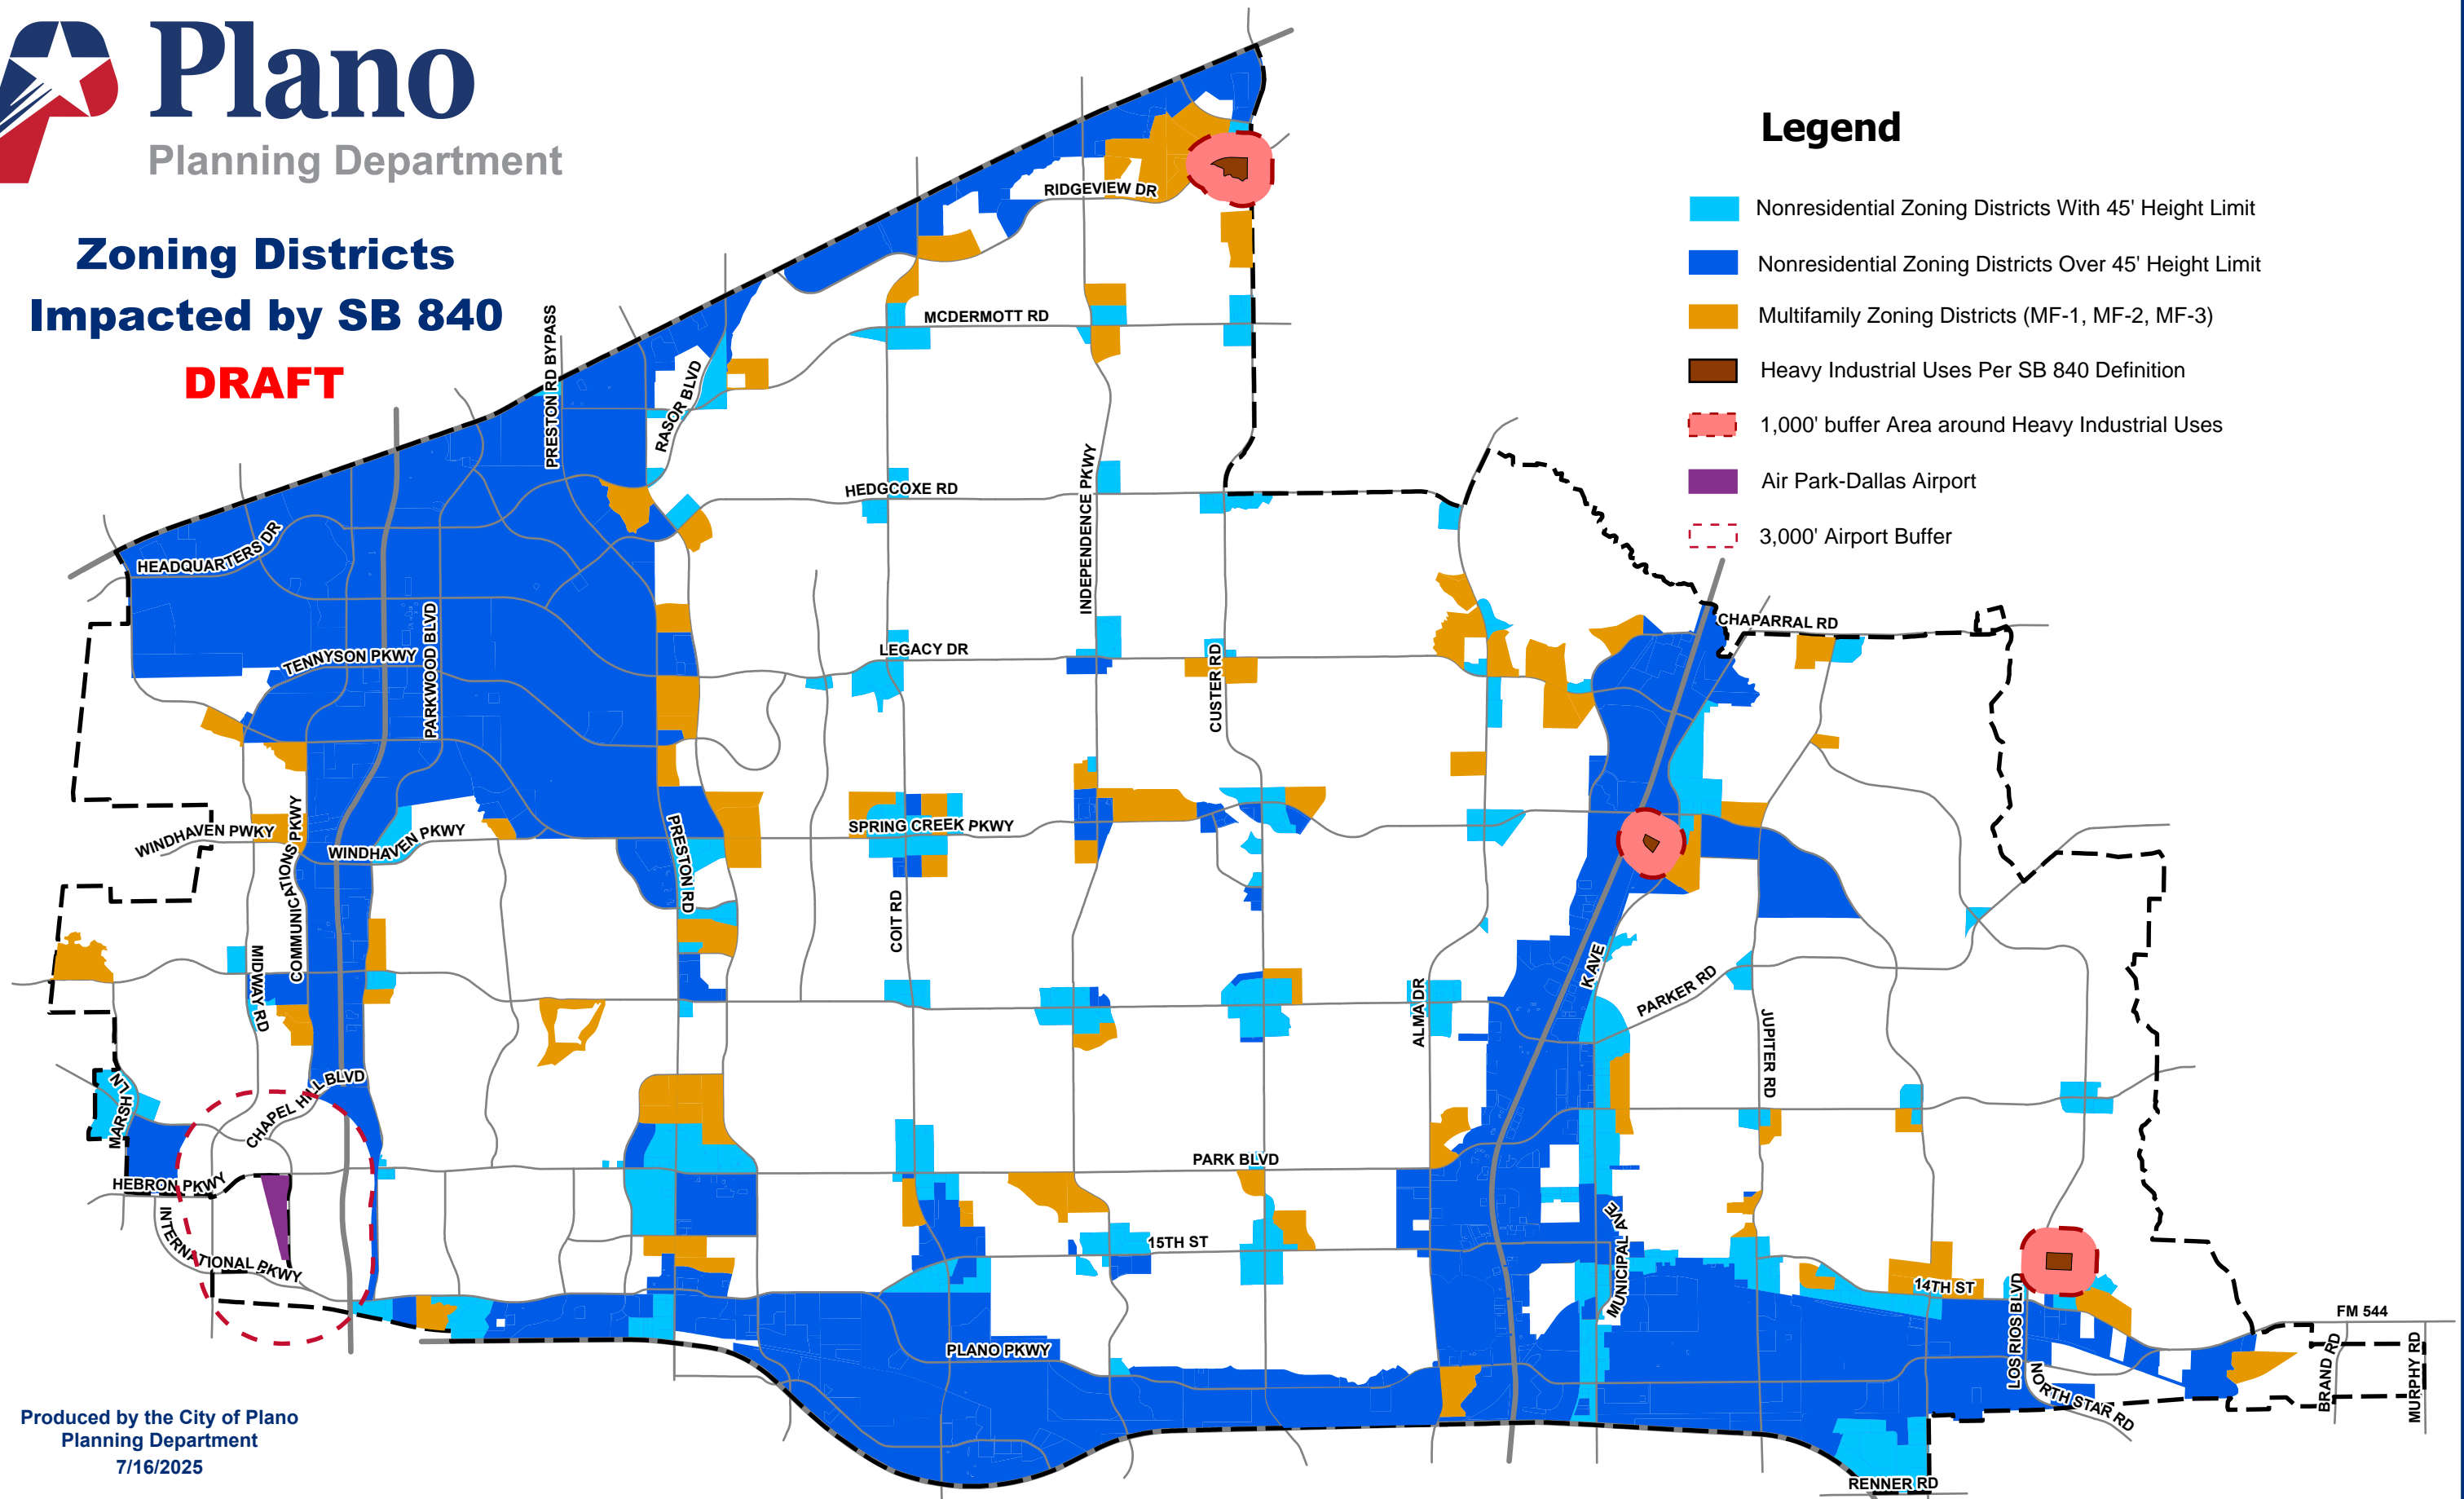 Plano
Planning Department
Zoning Districts
Impacted by SB 840
DRAFT
Legend
Nonresidential Zoning Districts With 45' Height Limit
Nonresidential Zoning Districts Over 45' Height Limit
Multifamily Zoning Districts (MF-1, MF-2, MF-3)
Heavy Industrial Uses Per SB 840 Definition
1,000' buffer Area around Heavy Industrial Uses
Air Park-Dallas Airport
3,000' Airport Buffer
RIDGEVIEW DR
MCDERMOTT RD
PRESTON RD BYPASS
RASOR BLVD
HEDGCOXE RD
INDEPENDENCE PKWY
HEADQUARTERS DR
CHAPARRAL RD
LEGACY DR
TENNYSON PKWY
PARKWOOD BLVD
CUSTER RD
WINDHAVEN PWKY
COMMUNICATIONS PKWY
WINDHAVEN PKWY
PRESTON RD
SPRING CREEK PKWY
COIT RD
MIDWAY RD
K AVE
PARKER RD
ALMA DR
JUPITER RD
MARSH LN
CHAPEL HILL BLVD
PARK BLVD
HEBRON PKWY
INTERNATIONAL PKWY
15TH ST
MUNICIPAL AVE
14TH ST
LOS RIOS BLVD
FM 544
PLANO PKWY
NORTH STAR RD
BRAND RD
MURPHY RD
RENNER RD
Produced by the City of Plano
Planning Department
7/16/2025